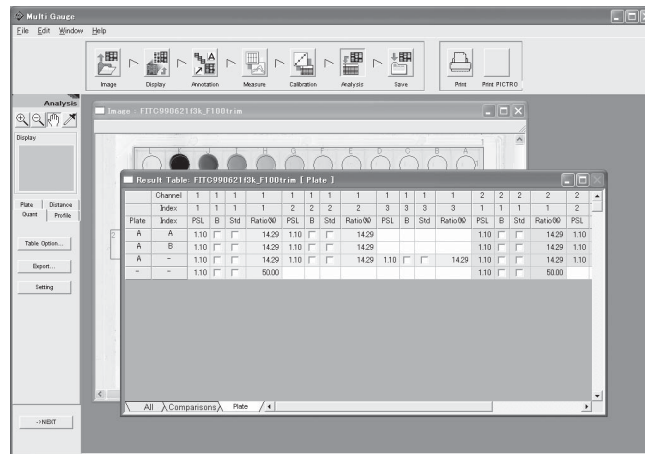 Multi Gauge
File Edit Window Help
Image Display Annotation Measure Calibration Analysis Save Print Print PICTRO
Analysis
Display
Plate Distance
Quant Profile
Table Option...
Export...
Setting
->NEXT
Image : FITC990621f3k_F100trim
H G F E D C B A
1
2
Result Table: FITC990621f3k_F100trim [ Plate ]
Channel 1 1 1 1 1 1 1 1 1 1 1 1 2 2 2 2 2
Index 1 1 1 1 2 2 2 2 3 3 3 3 1 1 1 1 2
Plate Index PSL B Std Ratio(%) PSL B Std Ratio(%) PSL B Std Ratio(%) PSL B Std Ratio(%) PSL
A A 1.10 14.29 1.10 14.29 1.10 14.29 1.10
A B 1.10 14.29 1.10 14.29 1.10 14.29 1.10
A - 1.10 14.29 1.10 14.29 1.10 14.29 1.10 14.29 1.10
- - 1.10 50.00 1.10 50.00
All Comparisons Plate